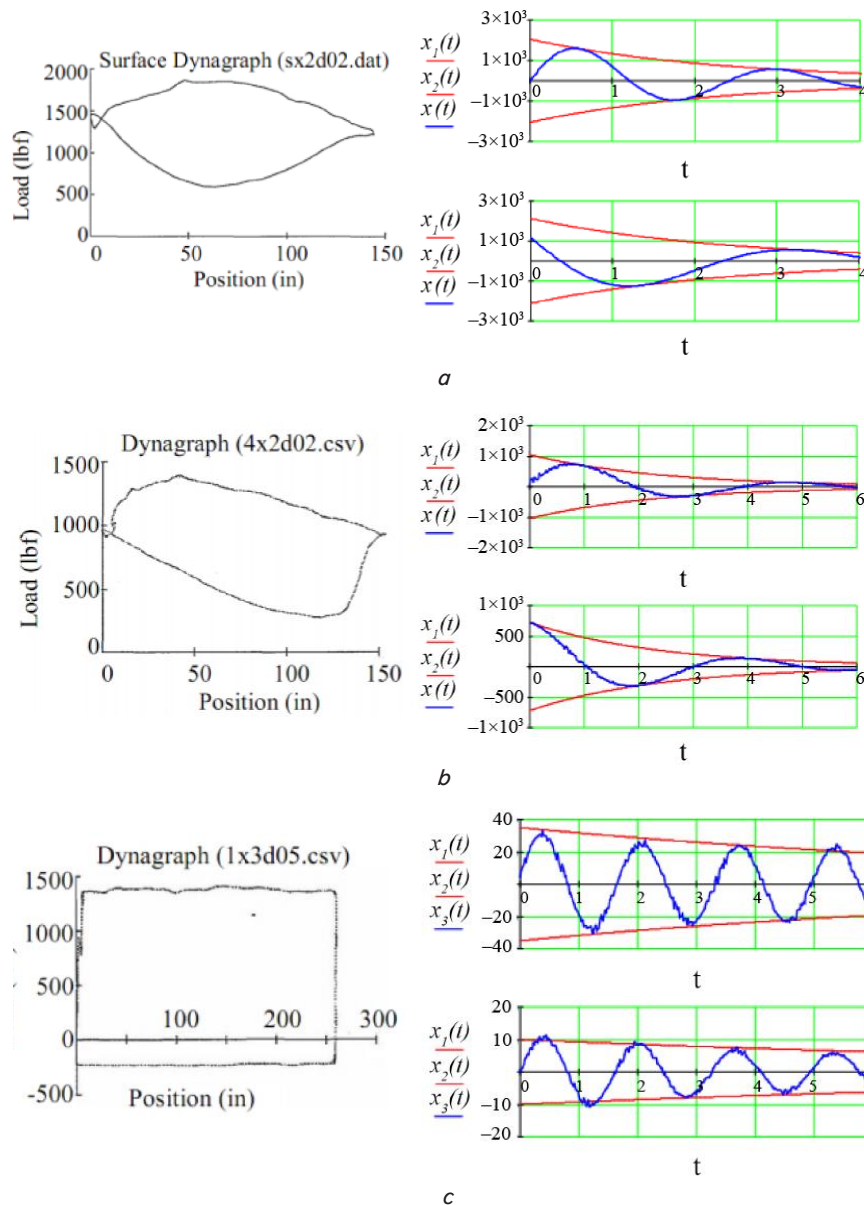 Surface Dynagraph (sx2d02.dat)
2000
1500
1000
500
0
Load (lbf)
0 50 100 150
Position (in)
x₁(t)
x₂(t)
x(t)
3×10³
1×10³
−1×10³
−3×10³
0 1 2 3 4
t
x₁(t)
x₂(t)
x(t)
3×10³
1×10³
−1×10³
−3×10³
0 1 2 3 4
t
a
Dynagraph (4x2d02.csv)
1500
1000
500
0
Load (lbf)
0 50 100 150
Position (in)
x₁(t)
x₂(t)
x(t)
2×10³
1×10³
−1×10³
−2×10³
0 1 2 3 4 5 6
t
x₁(t)
x₂(t)
x(t)
1×10³
500
−500
−1×10³
0 1 2 3 4 5 6
t
b
Dynagraph (1x3d05.csv)
1500
1000
500
0
-500
100 200 300
Position (in)
x₁(t)
x₂(t)
x₃(t)
40
20
−20
−40
0 1 2 3 4 5
t
x₁(t)
x₂(t)
x₃(t)
20
10
−10
−20
0 1 2 3 4 5
t
c